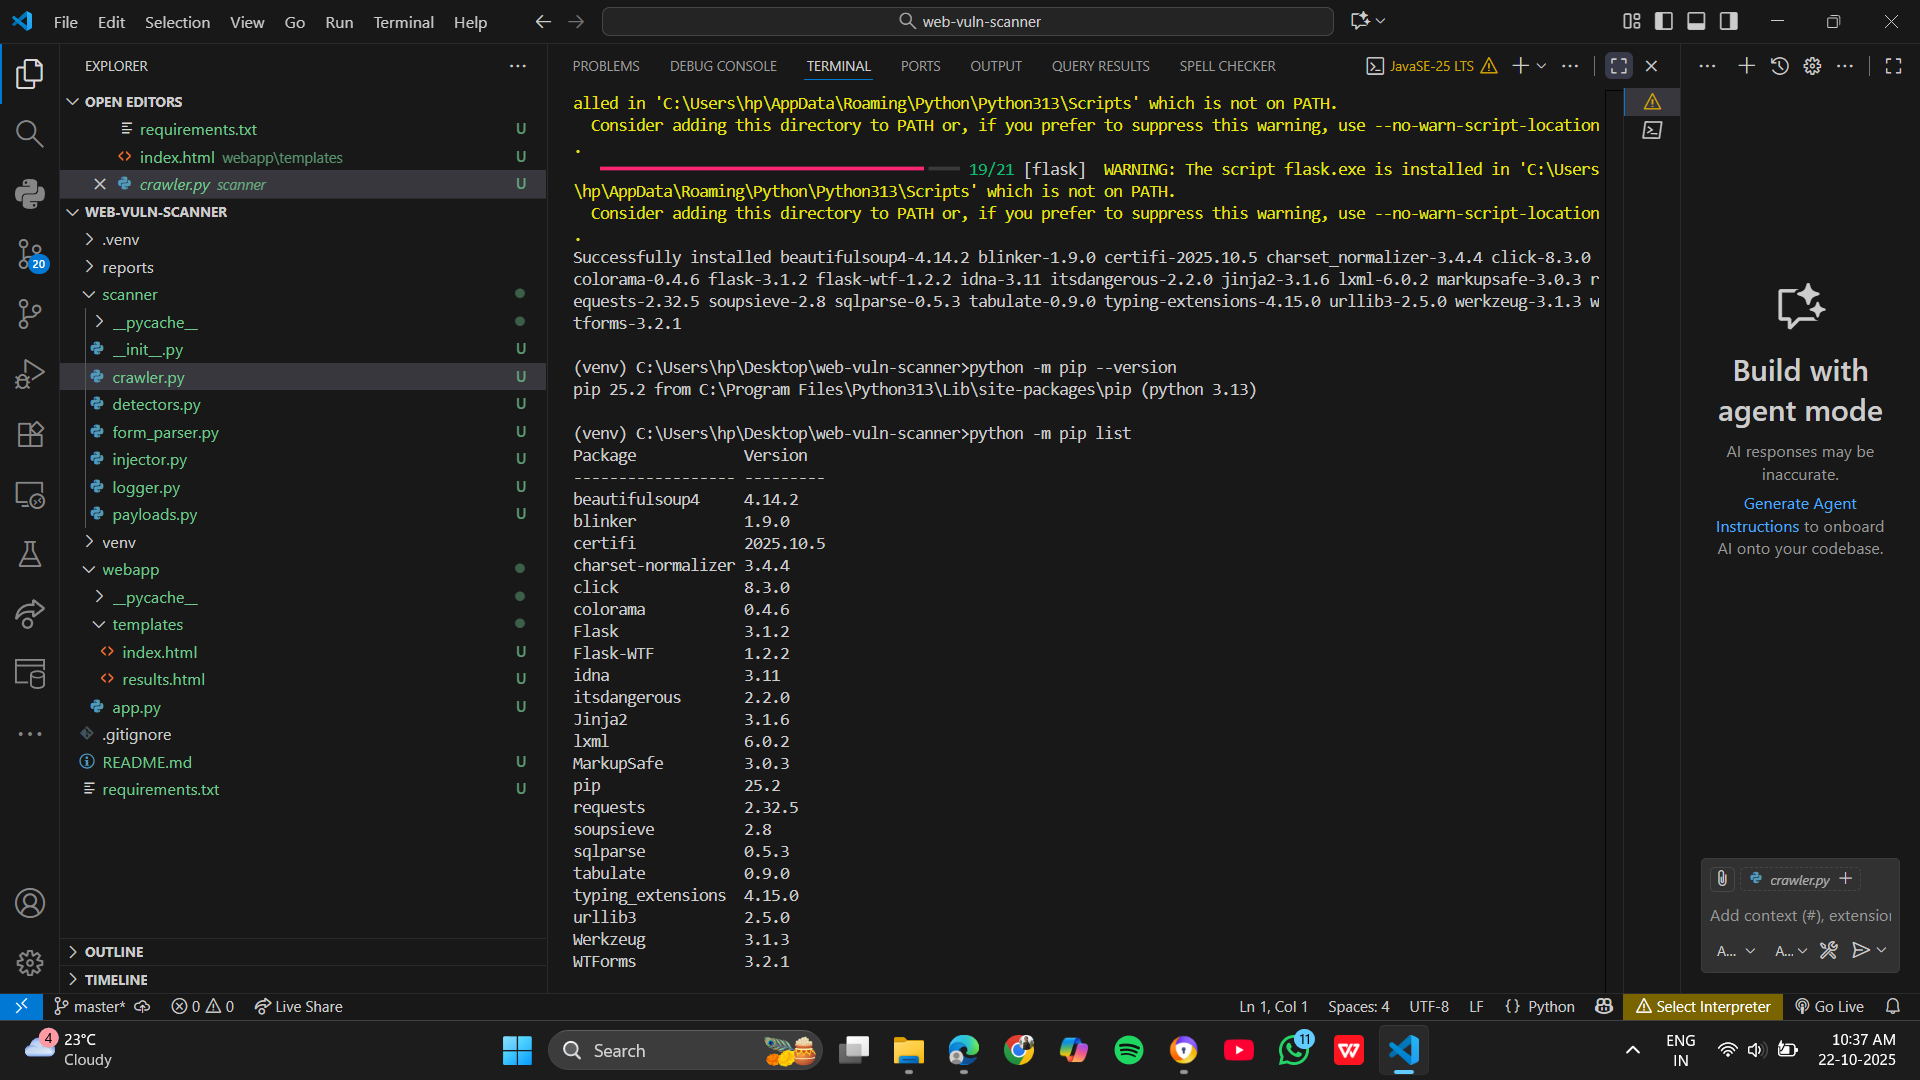 File Edit Selection View Go Run Terminal Help
web-vuln-scanner
EXPLORER
OPEN EDITORS
requirements.txt U
index.html webapp\templates U
crawler.py scanner U
WEB-VULN-SCANNER
.venv
reports
scanner
__pycache__
__init__.py U
crawler.py U
detectors.py U
form_parser.py U
injector.py U
logger.py U
payloads.py U
venv
webapp
__pycache__
templates
index.html U
results.html U
app.py U
.gitignore
README.md U
requirements.txt U
OUTLINE
TIMELINE
20
PROBLEMS DEBUG CONSOLE TERMINAL PORTS OUTPUT QUERY RESULTS SPELL CHECKER
JavaSE-25 LTS
alled in 'C:\Users\hp\AppData\Roaming\Python\Python313\Scripts' which is not on PATH.
Consider adding this directory to PATH or, if you prefer to suppress this warning, use --no-warn-script-location
.
19/21 [flask] WARNING: The script flask.exe is installed in 'C:\Users
\hp\AppData\Roaming\Python\Python313\Scripts' which is not on PATH.
Consider adding this directory to PATH or, if you prefer to suppress this warning, use --no-warn-script-location
.
Successfully installed beautifulsoup4-4.14.2 blinker-1.9.0 certifi-2025.10.5 charset_normalizer-3.4.4 click-8.3.0
colorama-0.4.6 flask-3.1.2 flask-wtf-1.2.2 idna-3.11 itsdangerous-2.2.0 jinja2-3.1.6 lxml-6.0.2 markupsafe-3.0.3 r
equests-2.32.5 soupsieve-2.8 sqlparse-0.5.3 tabulate-0.9.0 typing-extensions-4.15.0 urllib3-2.5.0 werkzeug-3.1.3 w
tforms-3.2.1
(venv) C:\Users\hp\Desktop\web-vuln-scanner>python -m pip --version
pip 25.2 from C:\Program Files\Python313\Lib\site-packages\pip (python 3.13)
(venv) C:\Users\hp\Desktop\web-vuln-scanner>python -m pip list
Package Version
------------------ ---------
beautifulsoup4 4.14.2
blinker 1.9.0
certifi 2025.10.5
charset-normalizer 3.4.4
click 8.3.0
colorama 0.4.6
Flask 3.1.2
Flask-WTF 1.2.2
idna 3.11
itsdangerous 2.2.0
Jinja2 3.1.6
lxml 6.0.2
MarkupSafe 3.0.3
pip 25.2
requests 2.32.5
soupsieve 2.8
sqlparse 0.5.3
tabulate 0.9.0
typing_extensions 4.15.0
urllib3 2.5.0
Werkzeug 3.1.3
WTForms 3.2.1
Build with
agent mode
AI responses may be
inaccurate.
Generate Agent
Instructions to onboard
AI onto your codebase.
crawler.py
Add context (#), extensio
A... A...
master* 0 0 Live Share
Ln 1, Col 1 Spaces: 4 UTF-8 LF {} Python Select Interpreter Go Live
4
23°C
Cloudy
Search
11
ENG
IN
10:37 AM
22-10-2025